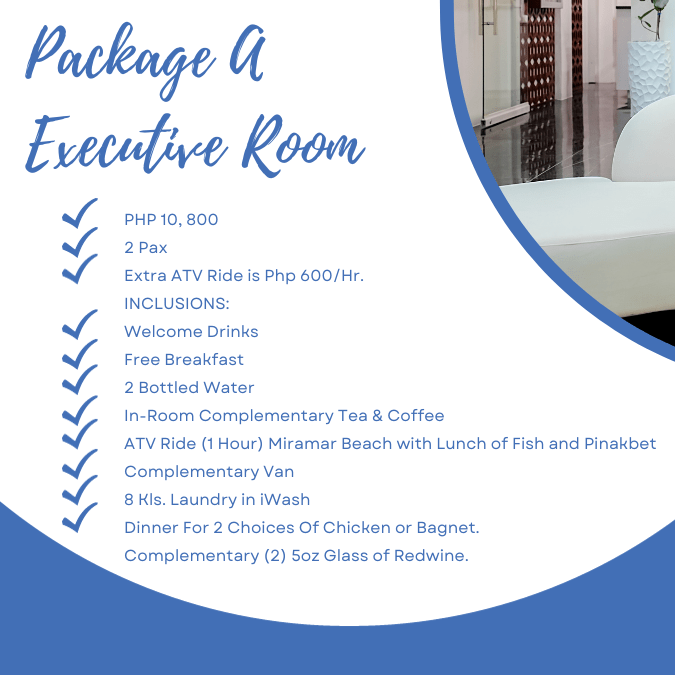 Package A
Executive Room
PHP 10, 800
2 Pax
Extra ATV Ride is Php 600/Hr.
INCLUSIONS:
Welcome Drinks
Free Breakfast
2 Bottled Water
In-Room Complementary Tea & Coffee
ATV Ride (1 Hour) Miramar Beach with Lunch of Fish and Pinakbet
Complementary Van
8 Kls. Laundry in iWash
Dinner For 2 Choices Of Chicken or Bagnet.
Complementary (2) 5oz Glass of Redwine.